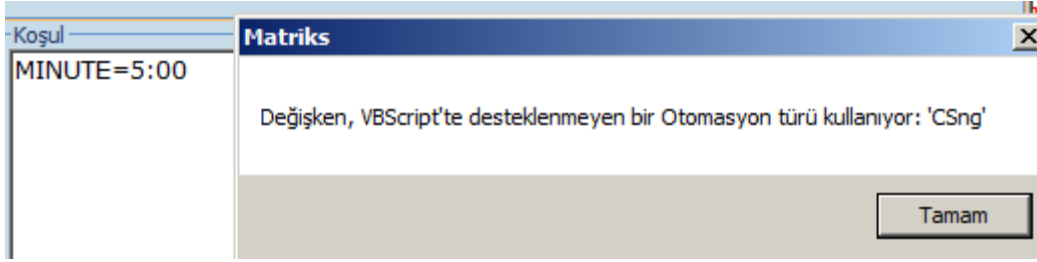 Koşul
Matriks
MINUTE=5:00
Değişken, VBScript'te desteklenmeyen bir Otomasyon türü kullanıyor: 'CSng'
Tamam